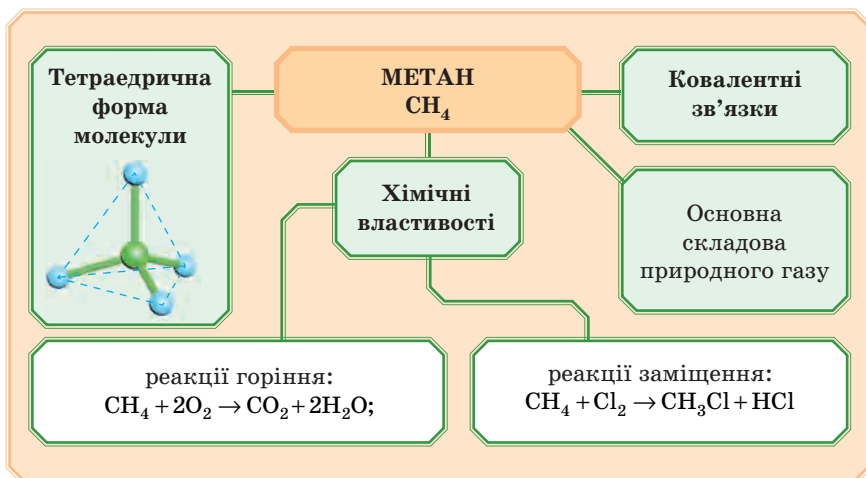 Тетраедрична
форма
молекули
МЕТАН
CH₄
Ковалентні
зв’язки
Хімічні
властивості
Основна
складова
природного газу
реакції горіння:
CH₄ + 2O₂ → CO₂ + 2H₂O;
реакції заміщення:
CH₄ + Cl₂ → CH₃Cl + HCl